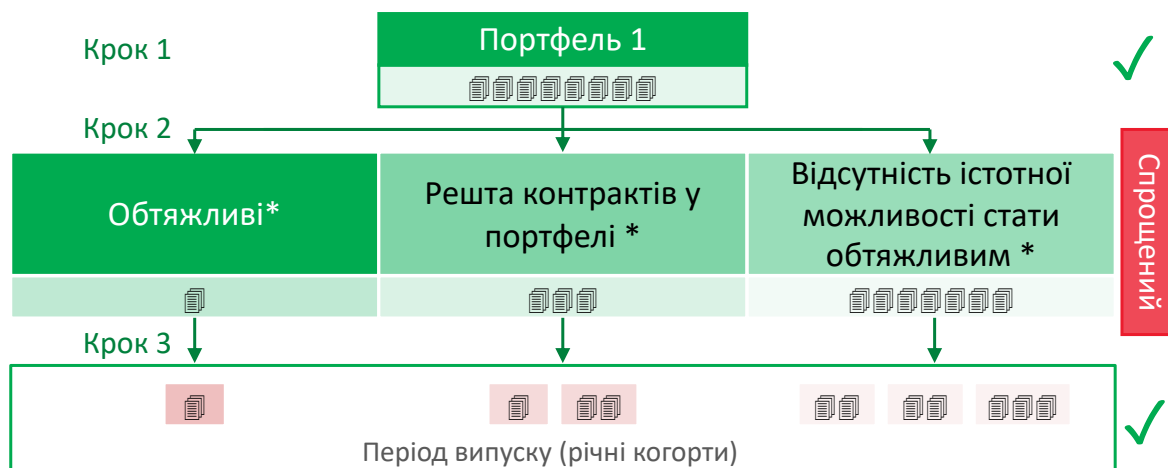 Крок 1
Портфель 1
Крок 2
Обтяжливі*
Решта контрактів у
портфелі *
Відсутність істотної
можливості стати
обтяжливим *
Спрощений
Крок 3
Період випуску (річні когорти)